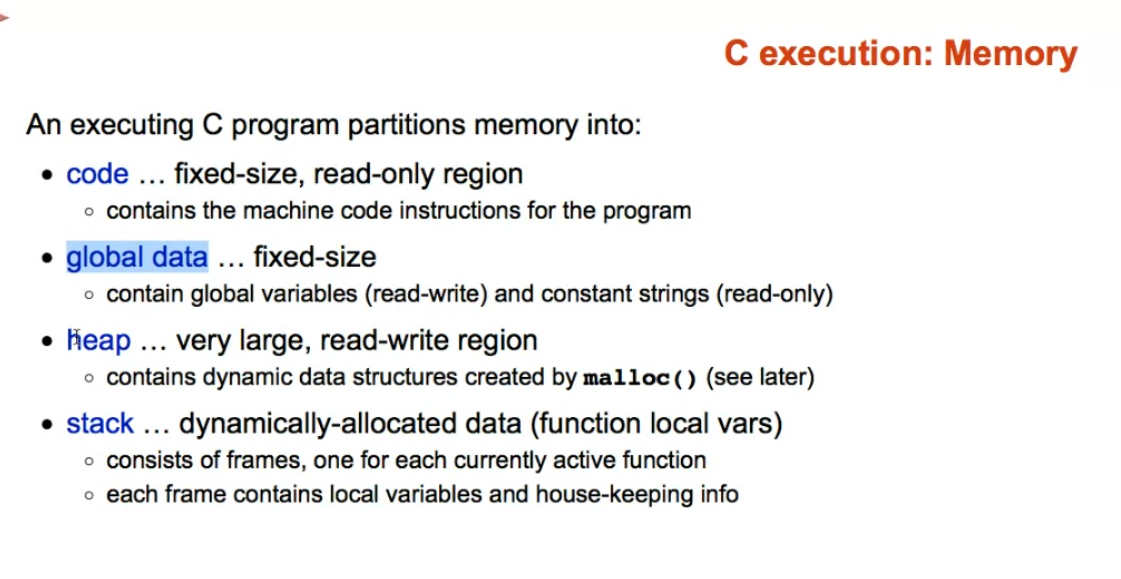 C execution: Memory
An executing C program partitions memory into:
• code … fixed-size, read-only region
◦ contains the machine code instructions for the program
• global data … fixed-size
◦ contain global variables (read-write) and constant strings (read-only)
• heap … very large, read-write region
◦ contains dynamic data structures created by malloc() (see later)
• stack … dynamically-allocated data (function local vars)
◦ consists of frames, one for each currently active function
◦ each frame contains local variables and house-keeping info